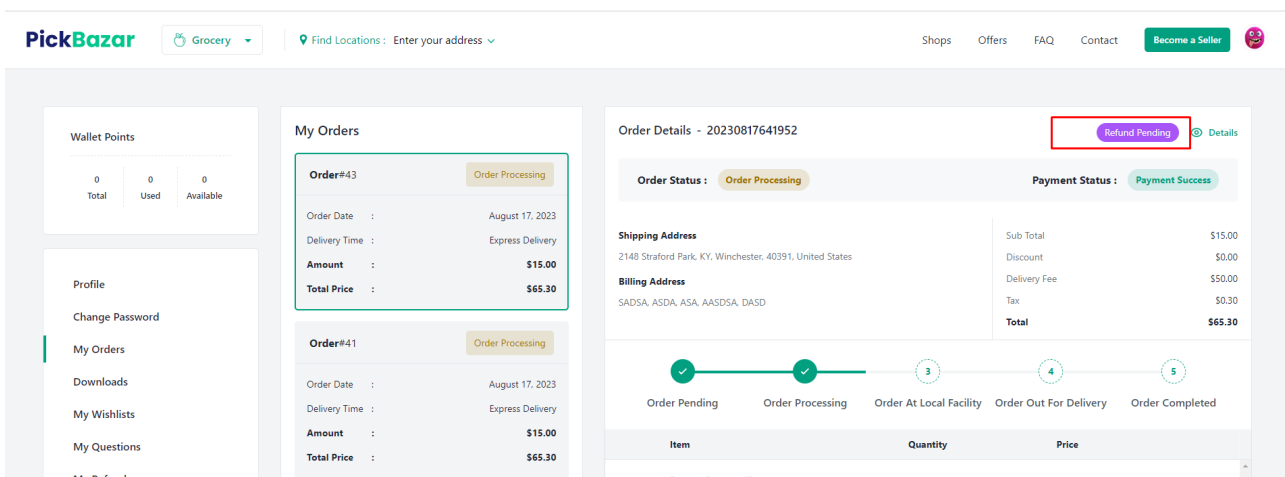 PickBazar
Grocery
Find Locations : Enter your address
Shops Offers FAQ Contact
Become a Seller
Wallet Points
0 0 0
Total Used Available
Profile
Change Password
My Orders
Downloads
My Wishlists
My Questions
My Orders
Order#43 Order Processing
Order Date : August 17, 2023
Delivery Time : Express Delivery
Amount : $15.00
Total Price : $65.30
Order#41 Order Processing
Order Date : August 17, 2023
Delivery Time : Express Delivery
Amount : $15.00
Total Price : $65.30
Order Details - 20230817641952
Refund Pending
Details
Order Status : Order Processing
Payment Status : Payment Success
Shipping Address
2148 Straford Park, KY, Winchester, 40391, United States
Billing Address
SADSA, ASDA, ASA, AASDSA, DASD
Sub Total $15.00
Discount $0.00
Delivery Fee $50.00
Tax $0.30
Total $65.30
3 4 5
Order Pending Order Processing Order At Local Facility Order Out For Delivery Order Completed
Item Quantity Price